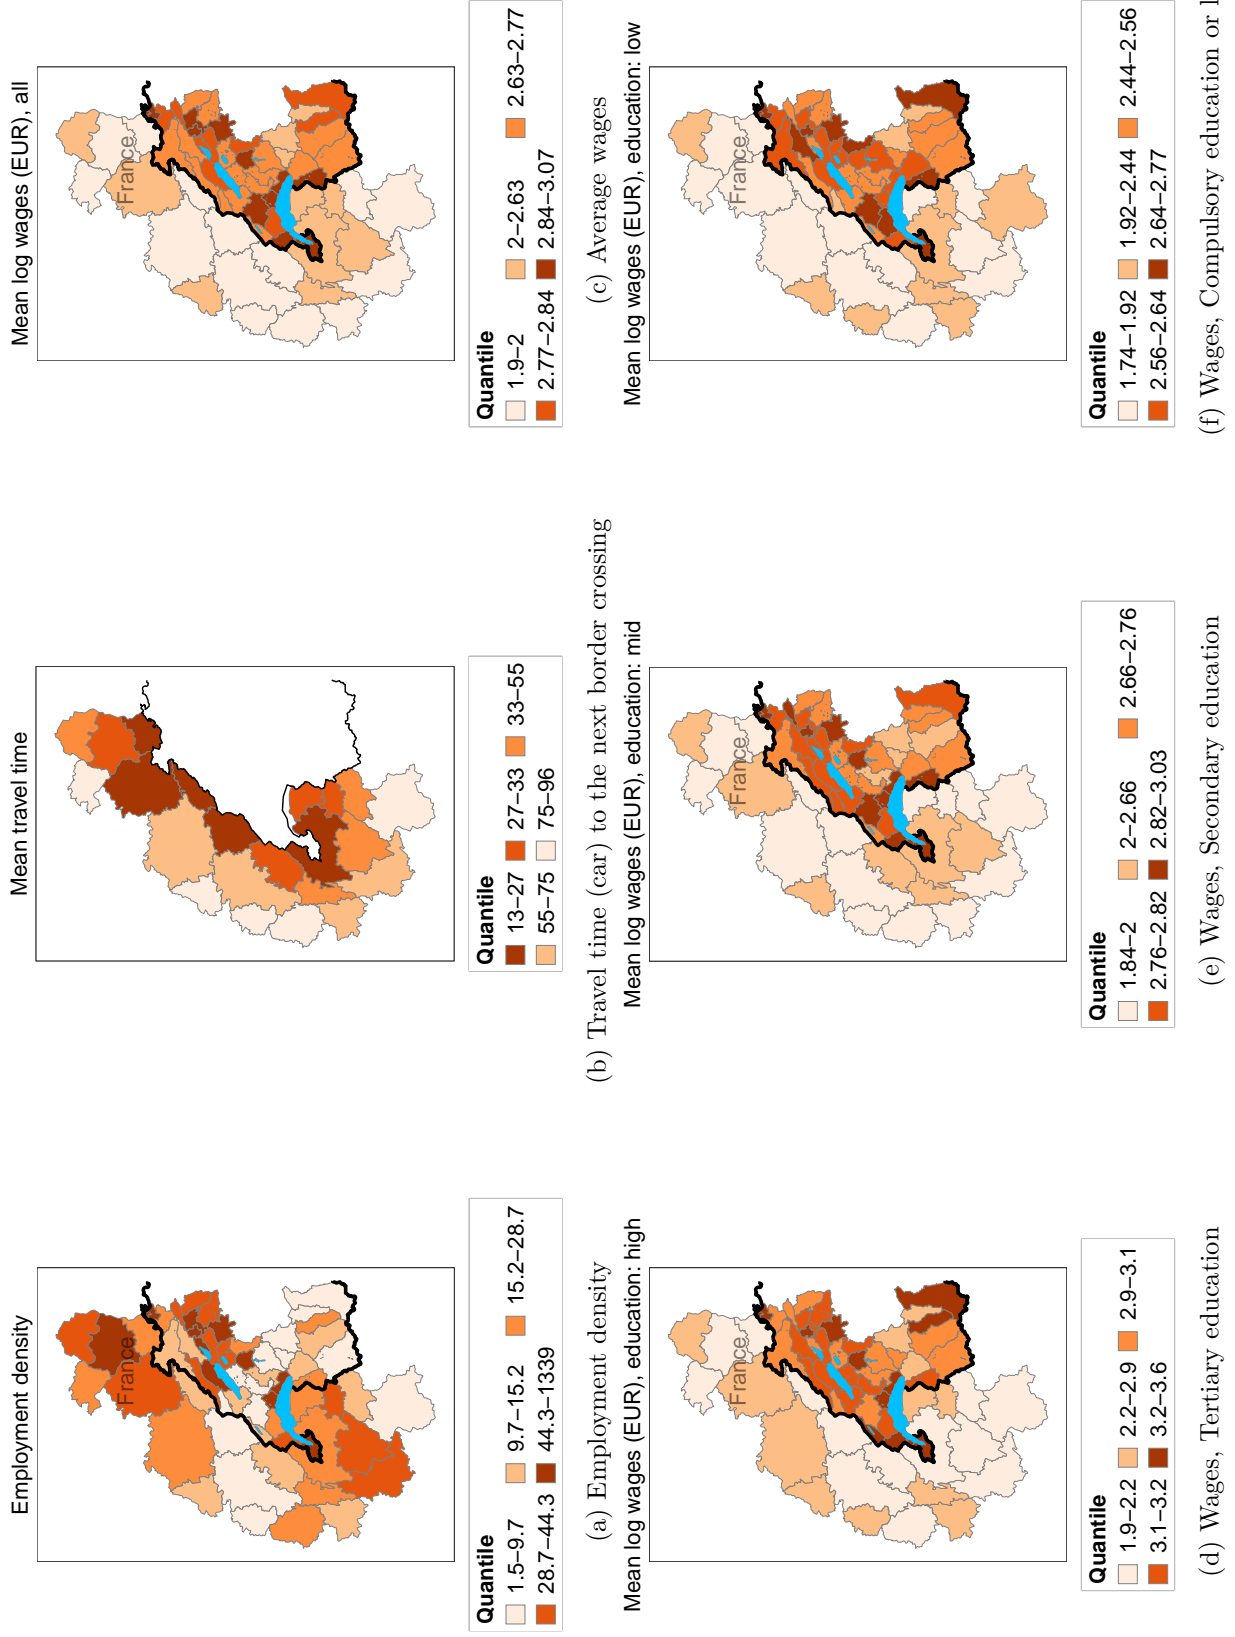 Employment density
France
Quantile
1.5–9.7 9.7–15.2 15.2–28.7
28.7–44.3 44.3–1339
(a) Employment density
Mean travel time
Quantile
13–27 27–33 33–55
55–75 75–96
(b) Travel time (car) to the next border crossing
Mean log wages (EUR), all
France
Quantile
1.9–2 2–2.63 2.63–2.77
2.77–2.84 2.84–3.07
(c) Average wages
Mean log wages (EUR), education: high
France
Quantile
1.9–2.2 2.2–2.9 2.9–3.1
3.1–3.2 3.2–3.6
(d) Wages, Tertiary education
Mean log wages (EUR), education: mid
France
Quantile
1.84–2 2–2.66 2.66–2.76
2.76–2.82 2.82–3.03
(e) Wages, Secondary education
Mean log wages (EUR), education: low
France
Quantile
1.74–1.92 1.92–2.44 2.44–2.56
2.56–2.64 2.64–2.77
(f) Wages, Compulsory education or